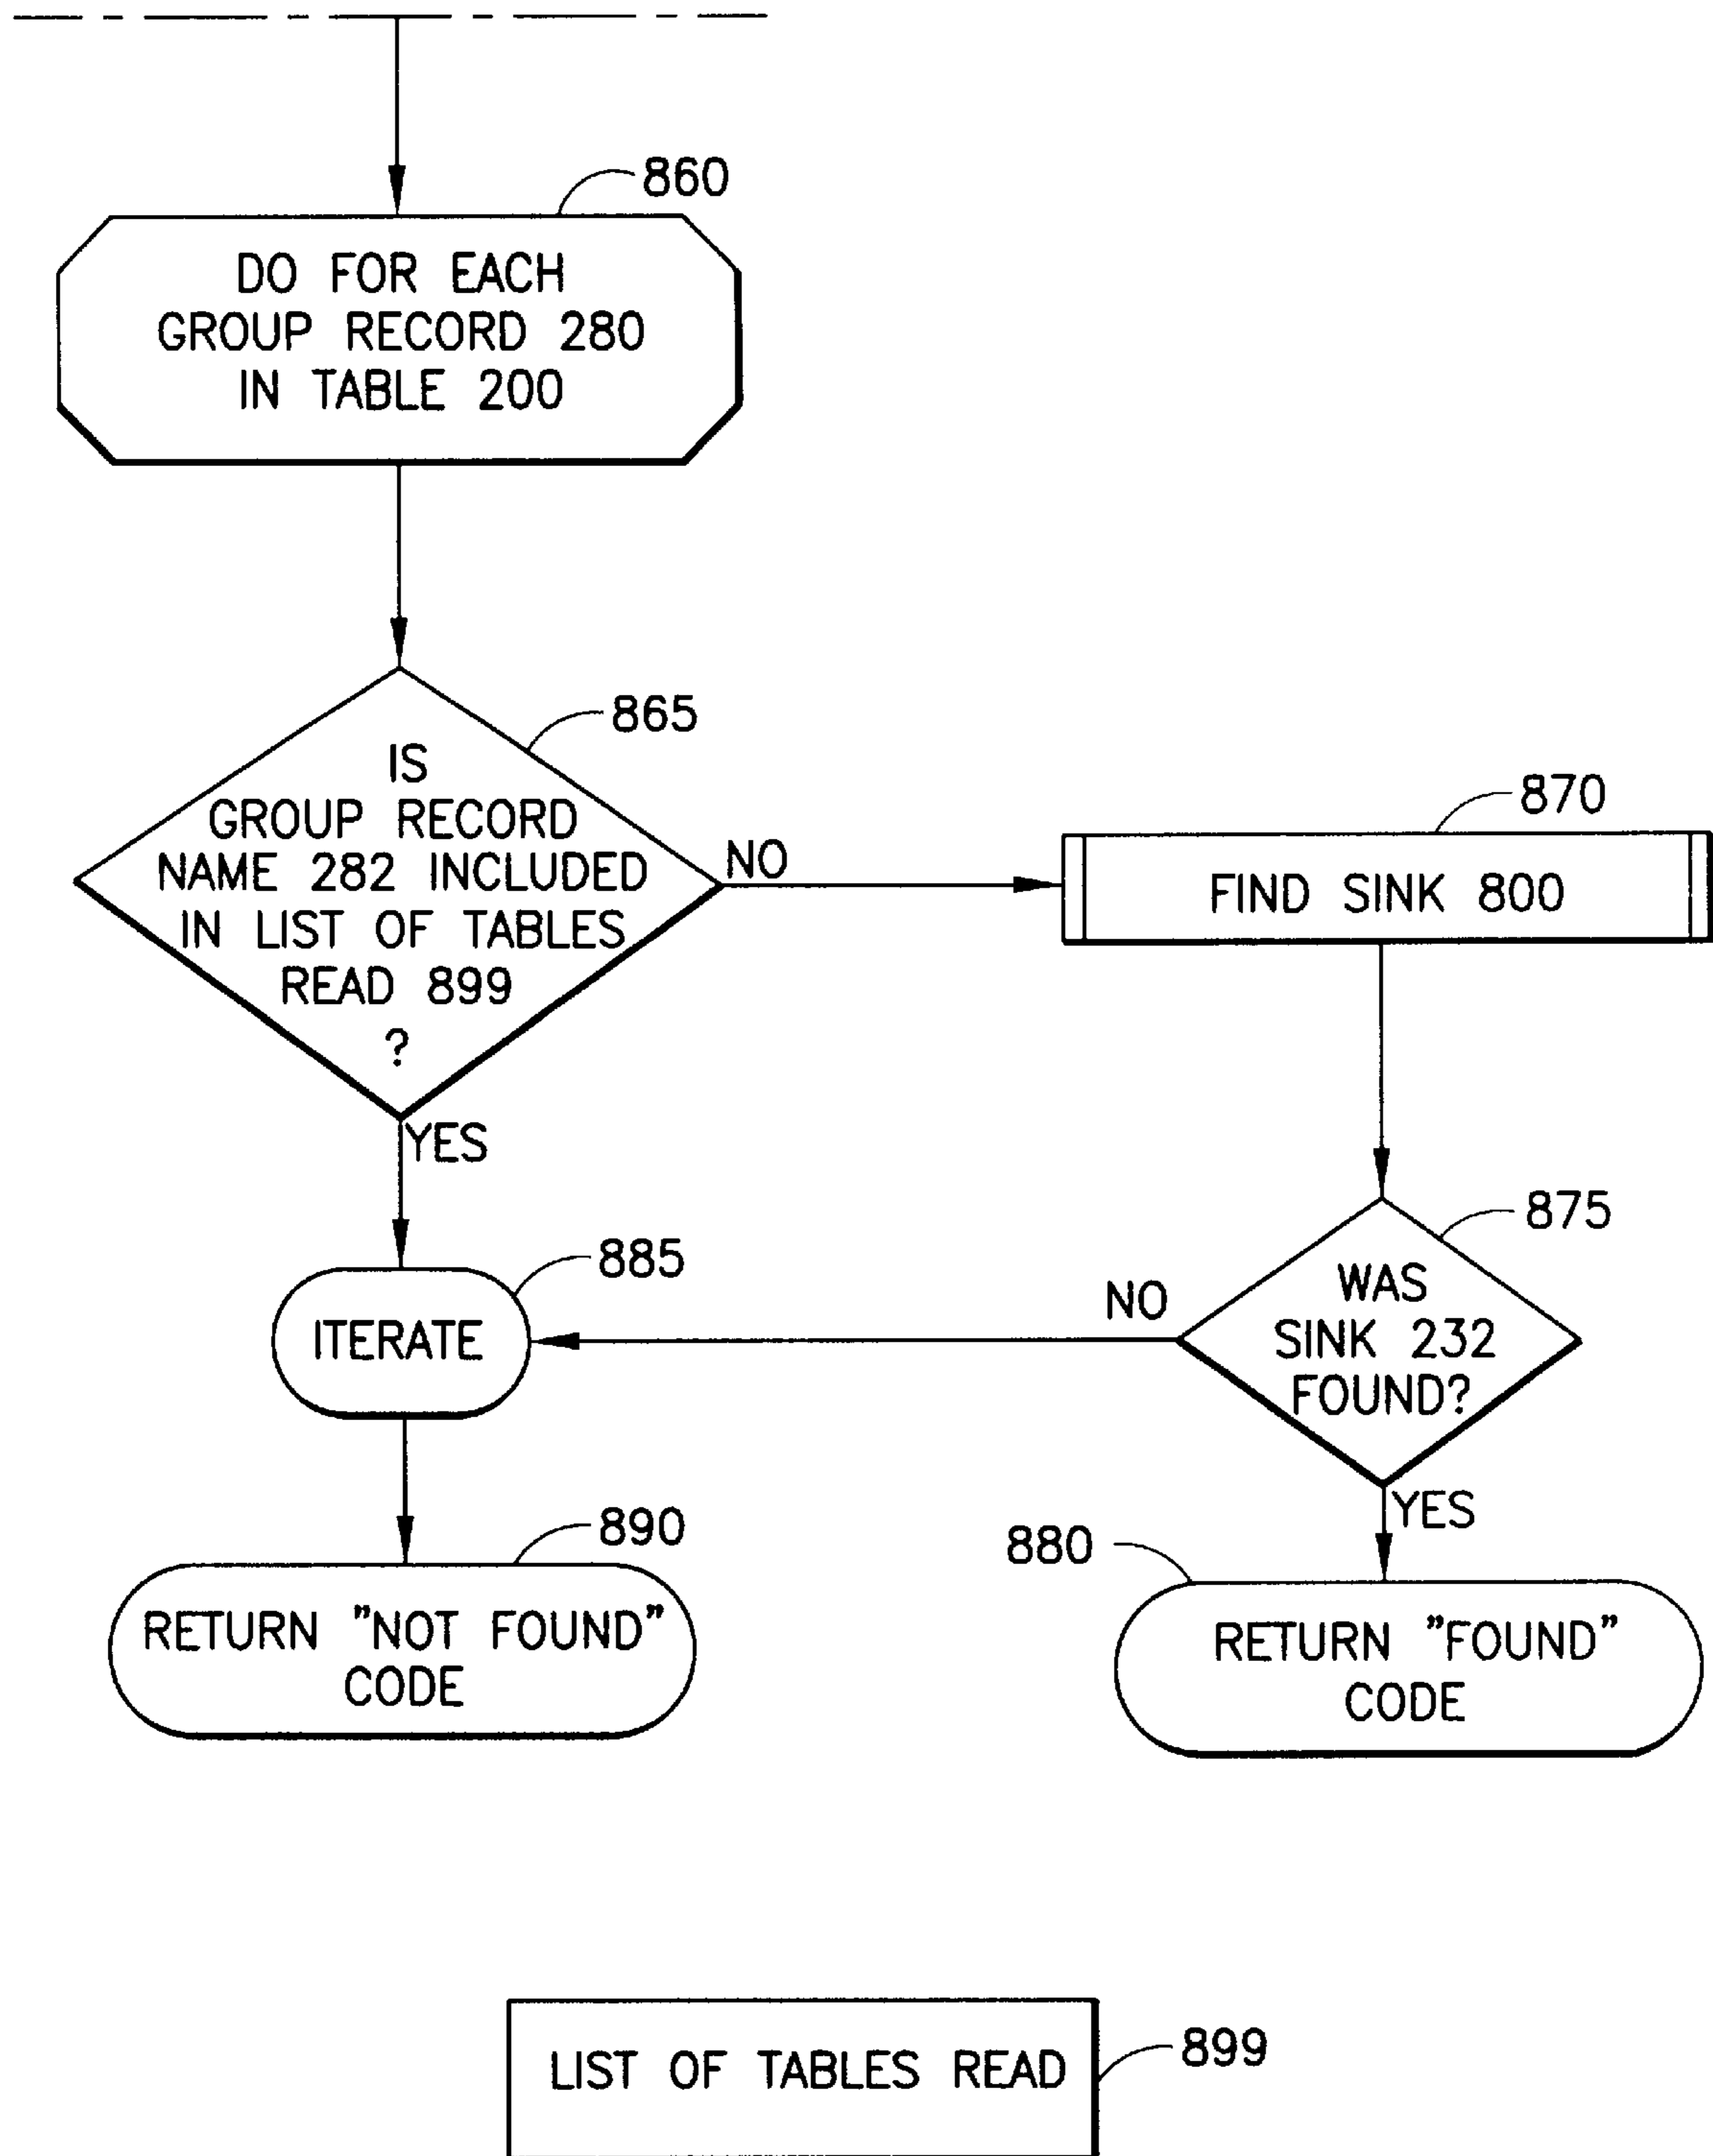 860
DO FOR EACH
GROUP RECORD 280
IN TABLE 200
865
IS
GROUP RECORD
NAME 282 INCLUDED
IN LIST OF TABLES
READ 899
?
NO
870
FIND SINK 800
YES
875
WAS
SINK 232
FOUND?
NO
885
ITERATE
YES
890
RETURN "NOT FOUND"
CODE
880
RETURN "FOUND"
CODE
LIST OF TABLES READ
899